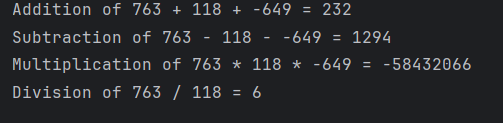 Addition of 763 + 118 + -649 = 232
Subtraction of 763 - 118 - -649 = 1294
Multiplication of 763 * 118 * -649 = -58432066
Division of 763 / 118 = 6